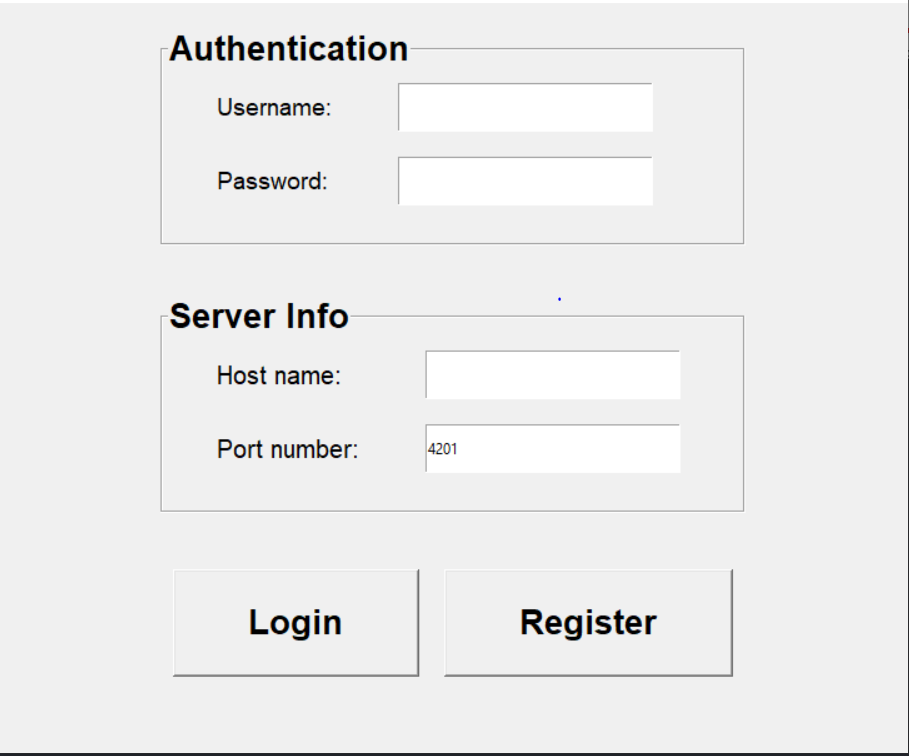 Authentication
Username:
Password:
Server Info
Host name:
Port number: 4201
Login Register